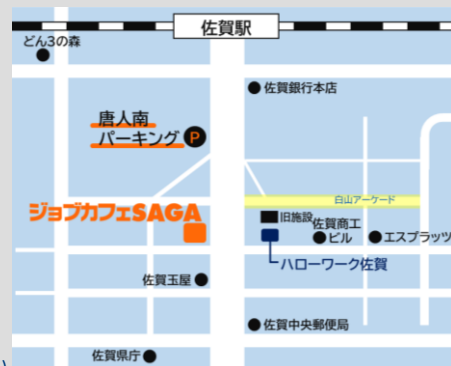 佐賀駅
どん3の森
佐賀銀行本店
唐人南
パーキング P
白山アーケード
ジョブカフェSAGA
旧施設
佐賀商工
ビル
エスプラッツ
ハローワーク佐賀
佐賀玉屋
佐賀中央郵便局
佐賀県庁
)